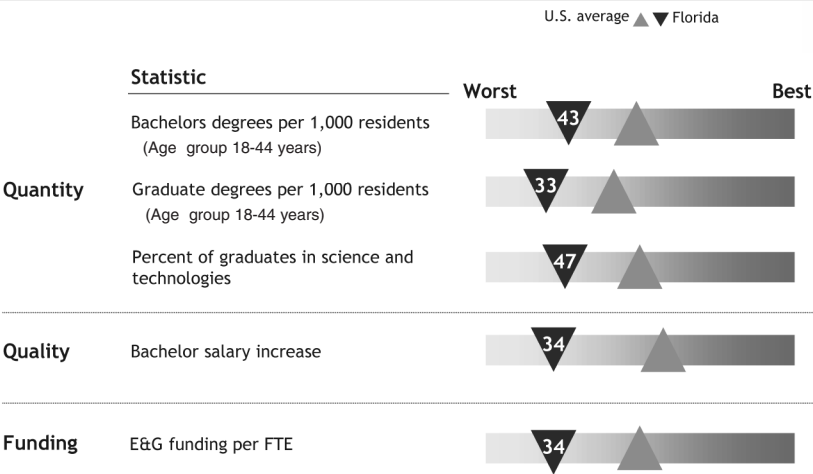 U.S. average Florida
Statistic
Worst Best
Bachelors degrees per 1,000 residents
(Age group 18-44 years)
43
Quantity
Graduate degrees per 1,000 residents
(Age group 18-44 years)
33
Percent of graduates in science and
technologies
47
Quality
Bachelor salary increase
34
Funding
E&G funding per FTE
34